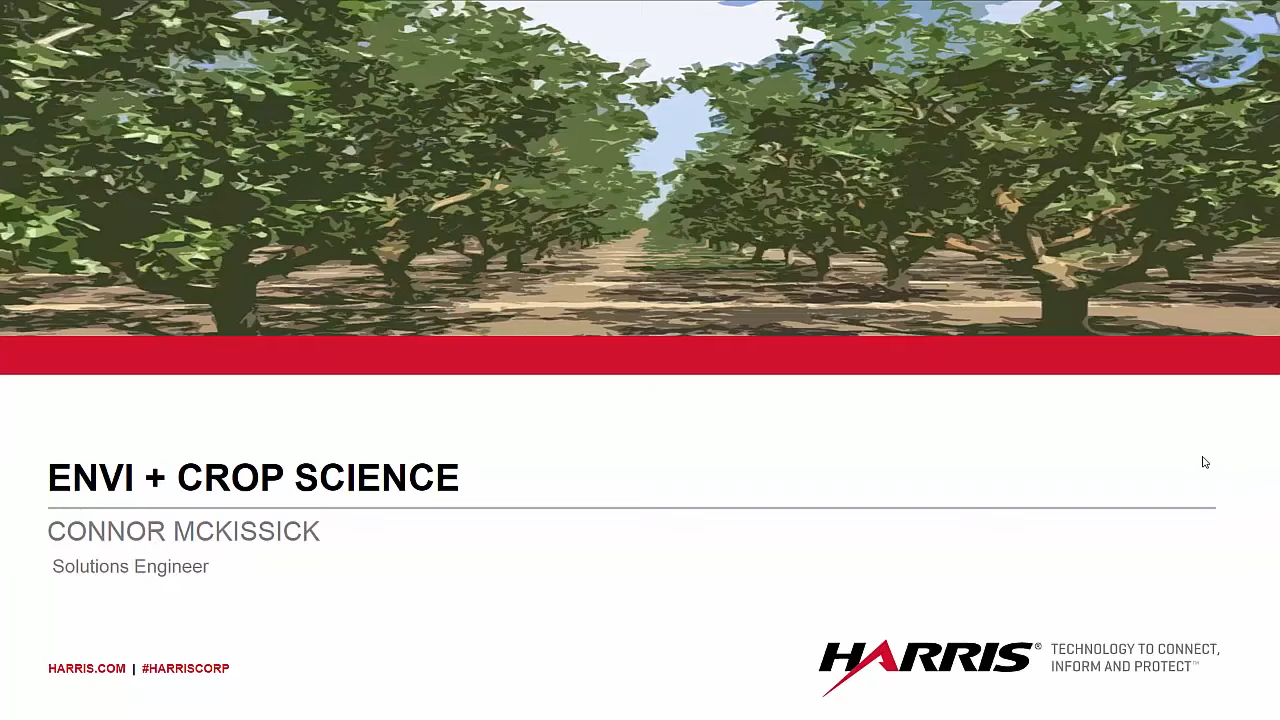 ENVI + CROP SCIENCE
CONNOR MCKISSICK
Solutions Engineer
HARRIS.COM | #HARRISCORP
HARRIS® TECHNOLOGY TO CONNECT,
INFORM AND PROTECT™